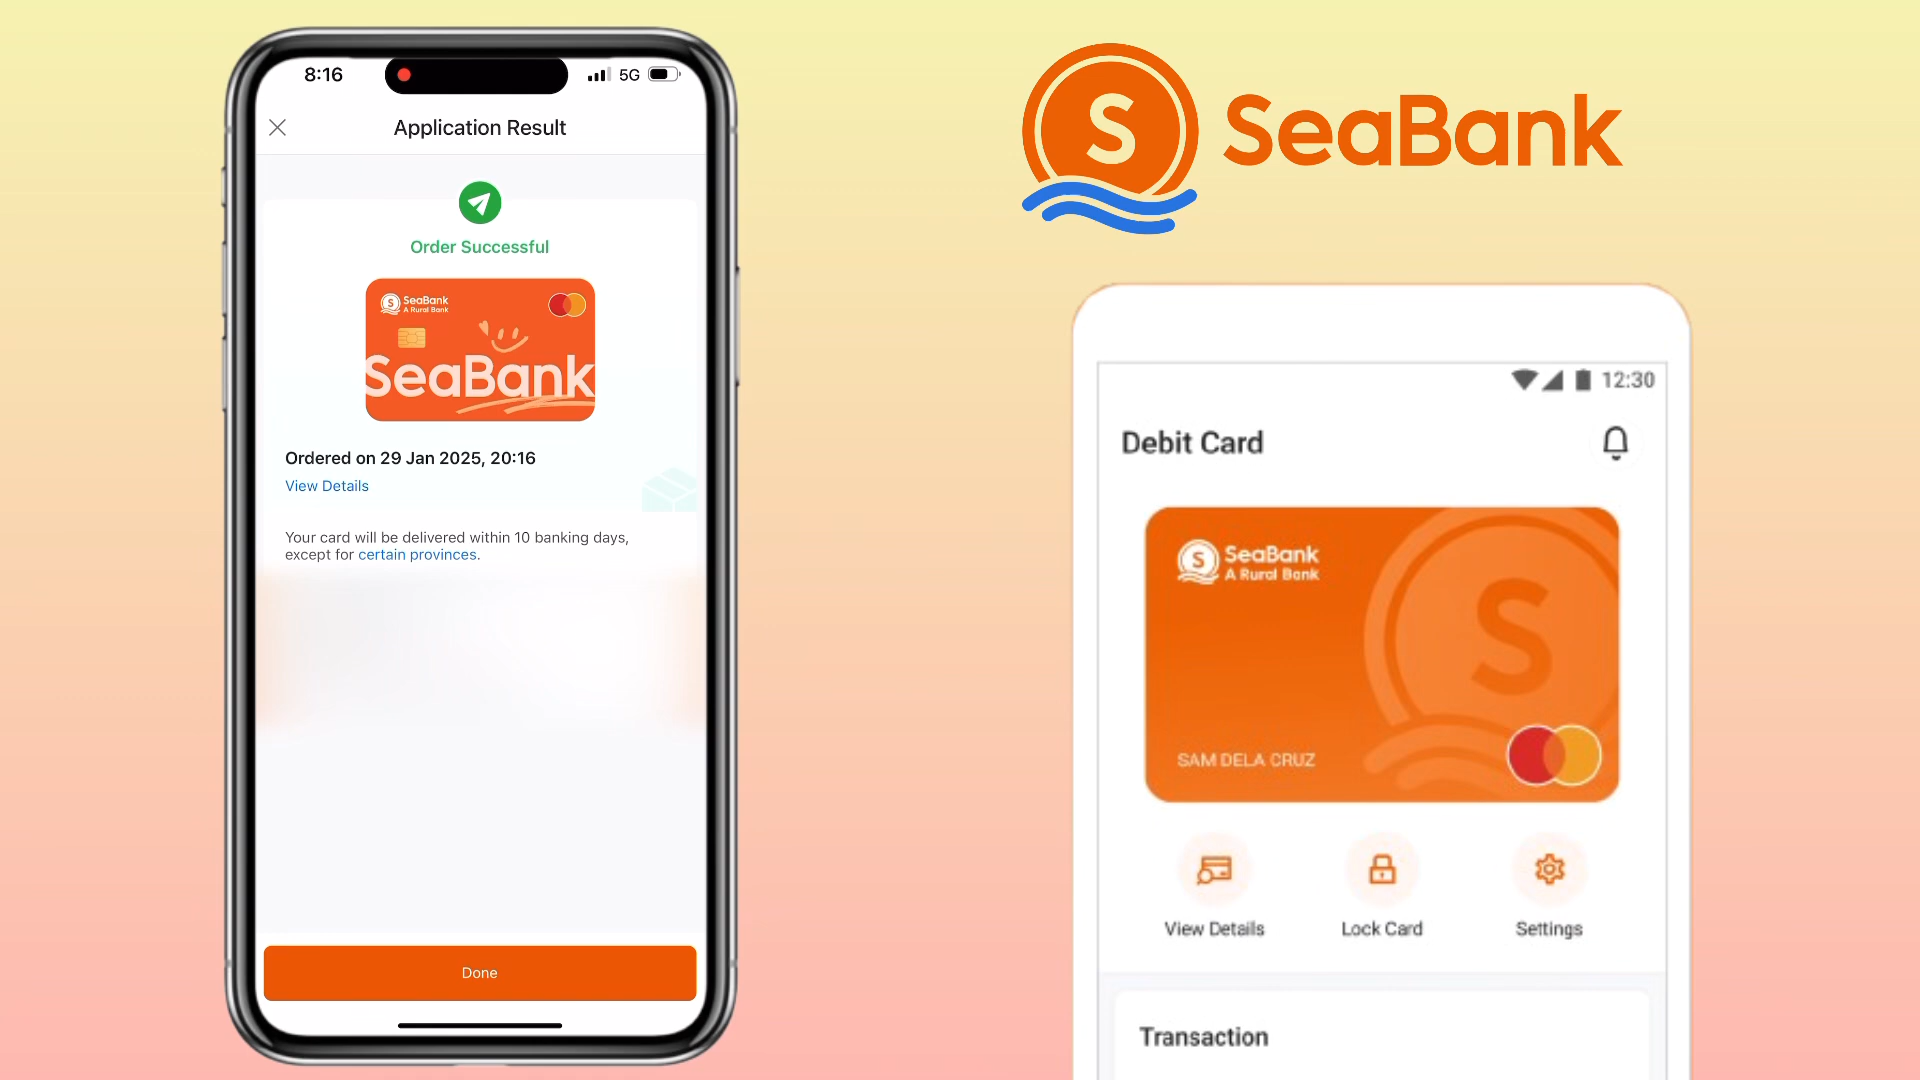 8:16
5G
Application Result
Order Successful
SeaBank
A Rural Bank
SeaBank
Ordered on 29 Jan 2025, 20:16
View Details
Your card will be delivered within 10 banking days,
except for certain provinces.
Done
S
SeaBank
12:30
Debit Card
S
SeaBank
A Rural Bank
S
SAM DELA CRUZ
View Details
Lock Card
Settings
Transaction